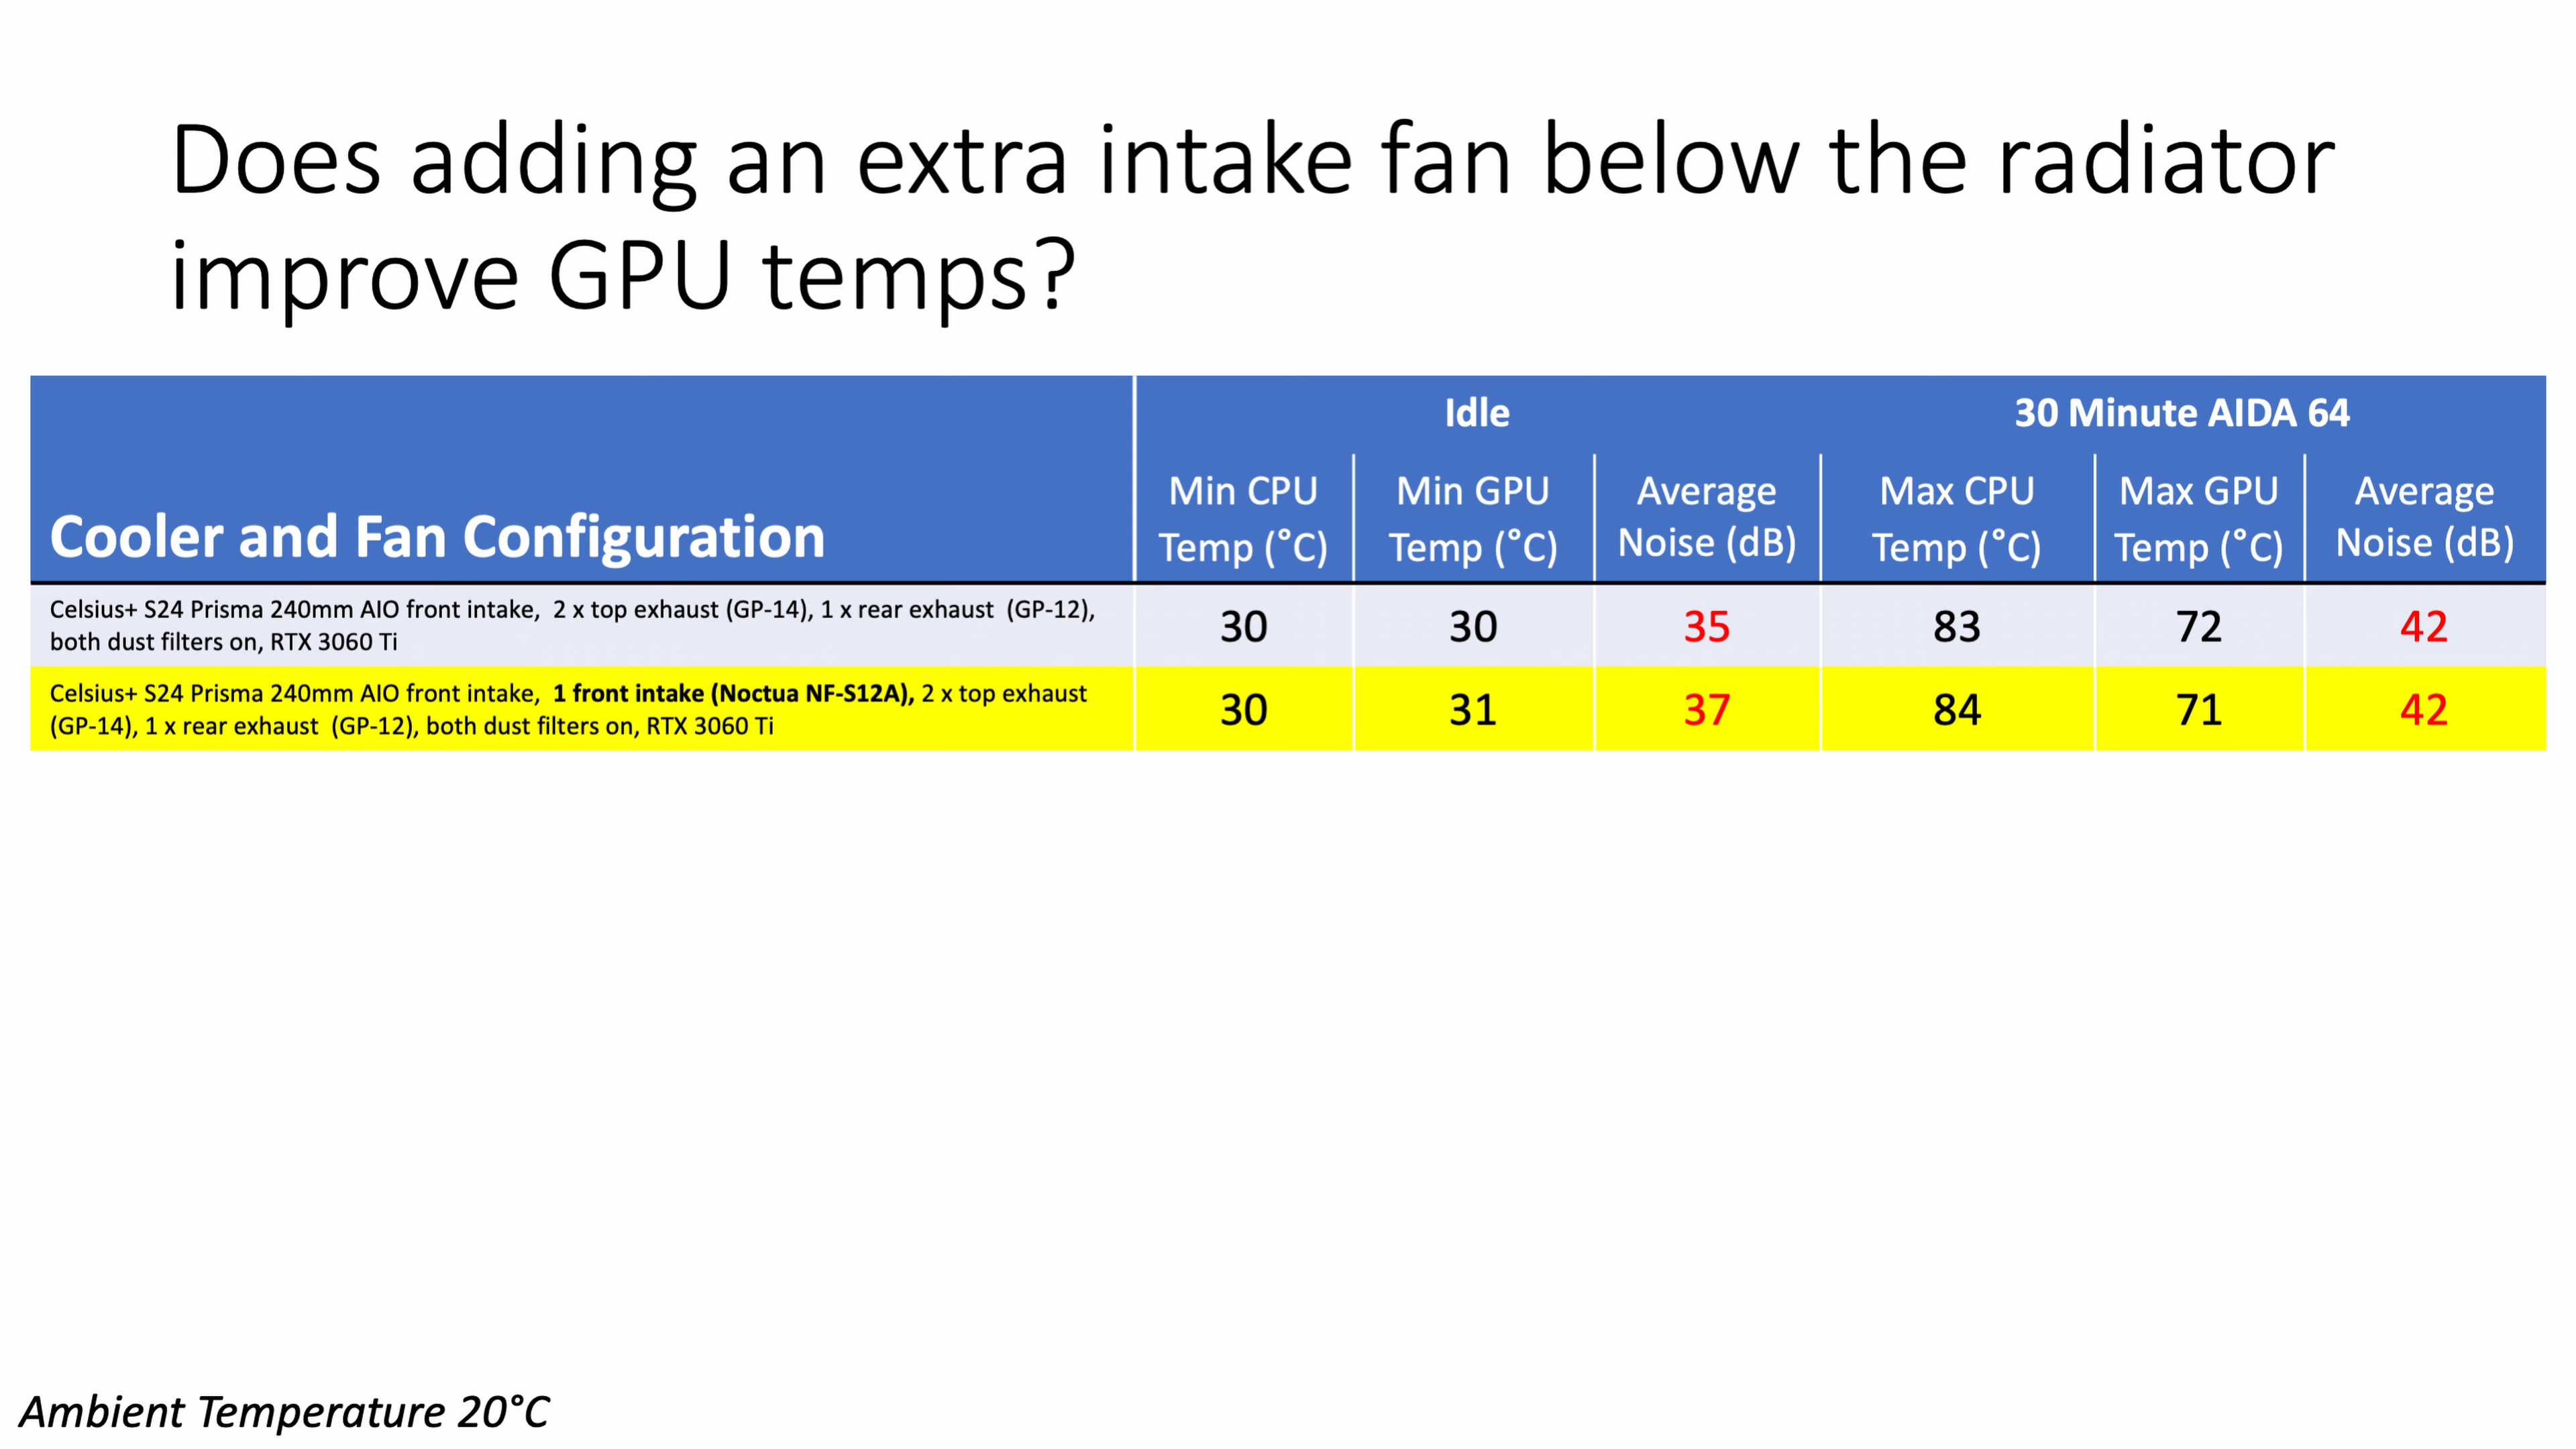 Does adding an extra intake fan below the radiator
improve GPU temps?
Idle
30 Minute AIDA 64
Cooler and Fan Configuration
Min CPU
Temp (°C)
Min GPU
Temp (°C)
Average
Noise (dB)
Max CPU
Temp (°C)
Max GPU
Temp (°C)
Average
Noise (dB)
Celsius+ S24 Prisma 240mm AIO front intake, 2 x top exhaust (GP-14), 1 x rear exhaust (GP-12),
both dust filters on, RTX 3060 Ti
30
30
35
83
72
42
Celsius+ S24 Prisma 240mm AIO front intake, 1 front intake (Noctua NF-S12A), 2 x top exhaust
(GP-14), 1 x rear exhaust (GP-12), both dust filters on, RTX 3060 Ti
30
31
37
84
71
42
Ambient Temperature 20°C